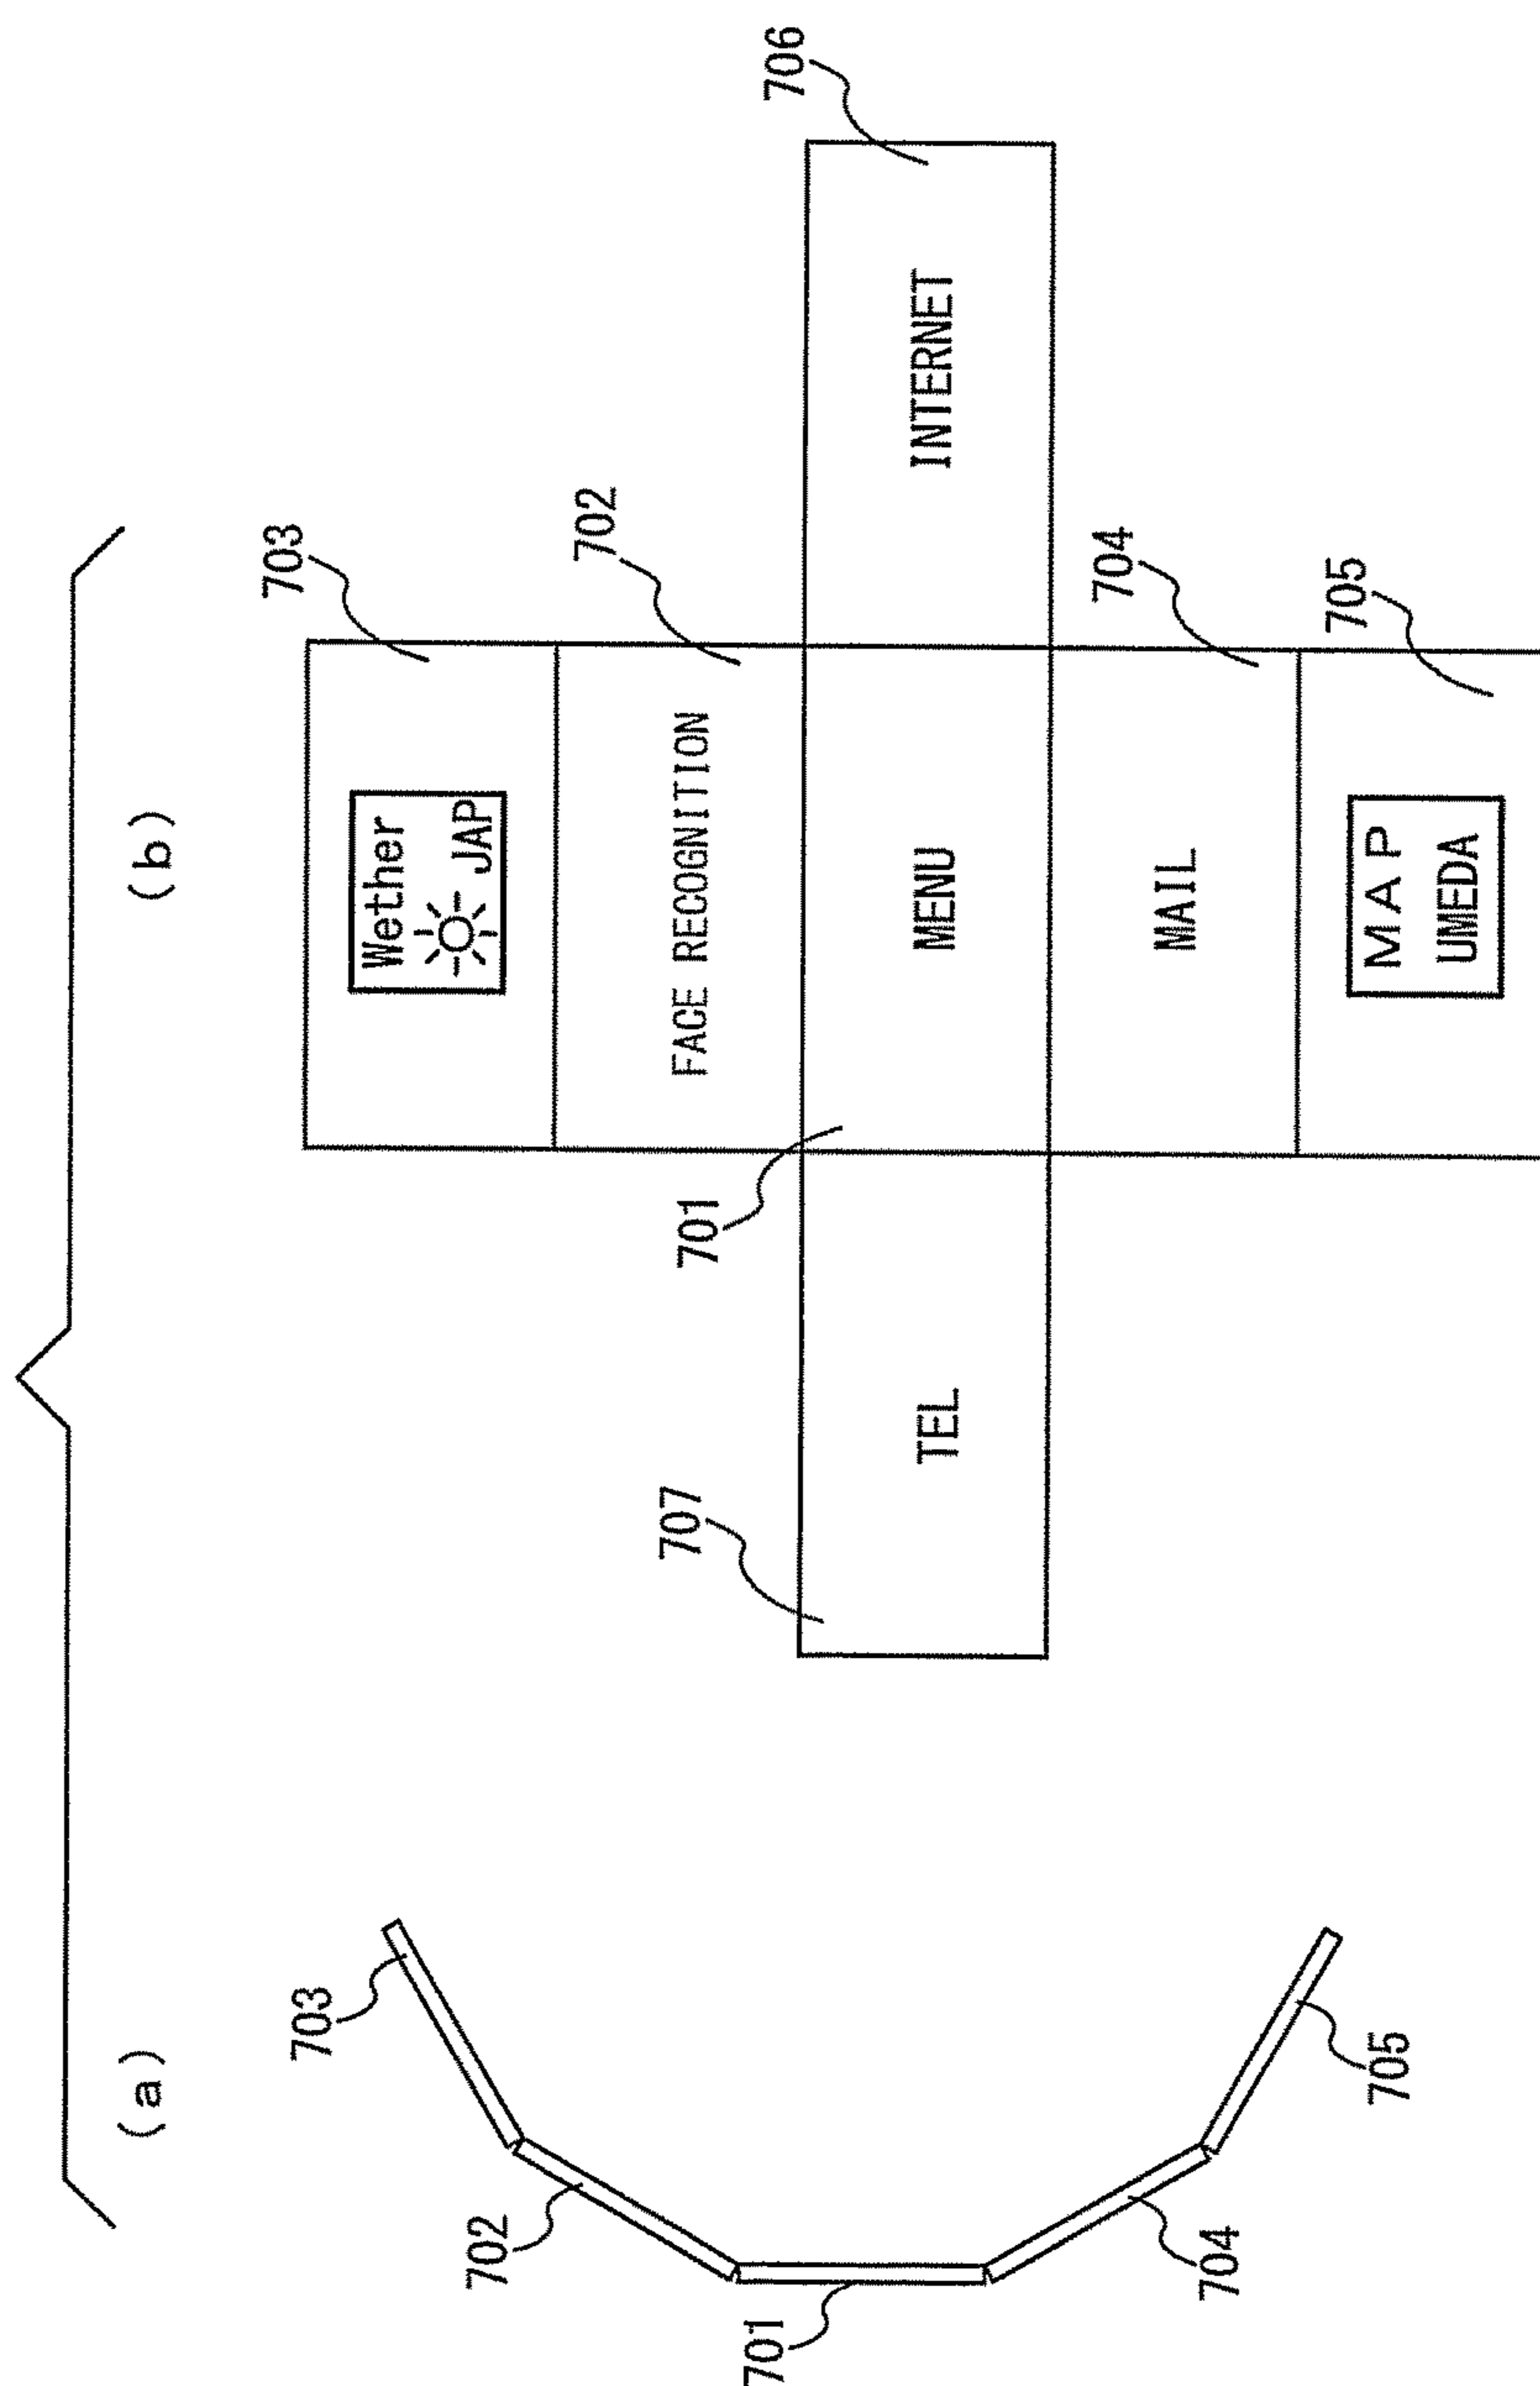 (a)
703
702
701
704
705
(b)
703
Wether
JAP
702
FACE RECOGNITION
707
701
706
TEL
MENU
INTERNET
704
MAIL
705
MAP
UMEDA